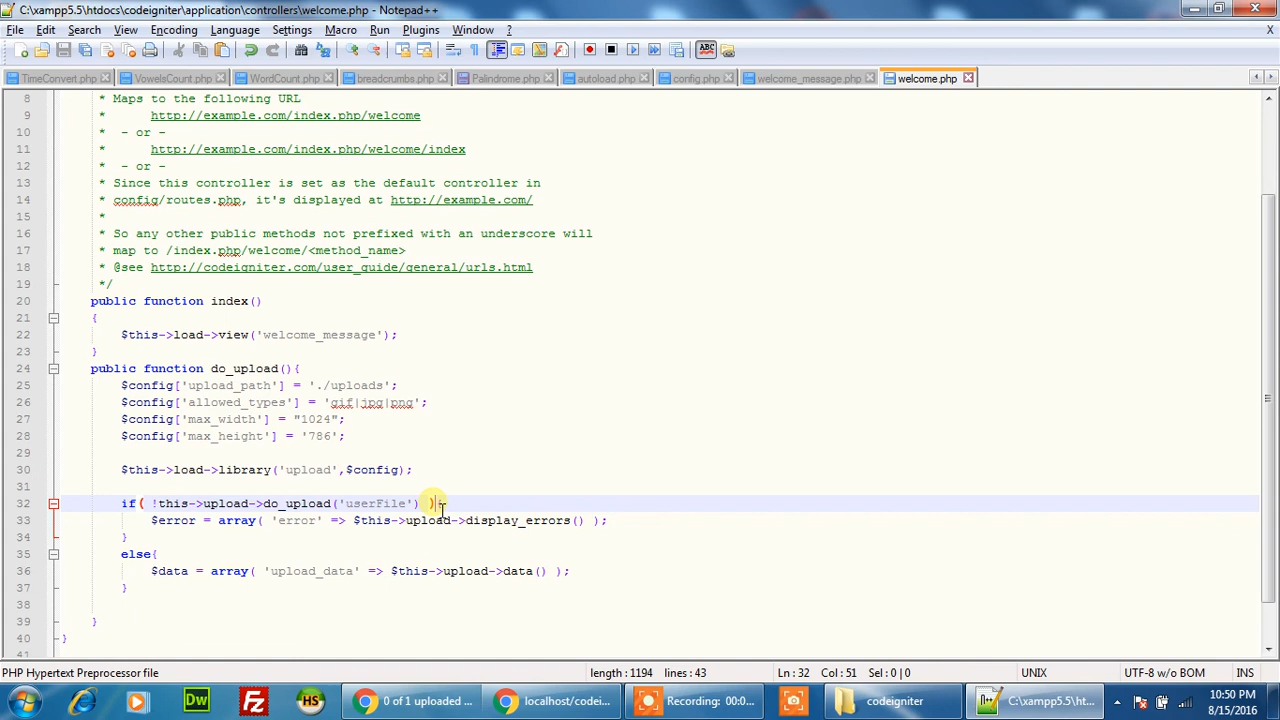 C:\xampp5.5\htdocs\codeigniter\application\controllers\welcome.php - Notepad++
File Edit Search View Encoding Language Settings Macro Run Plugins Window ? X
ABC
TimeConvert.php VowelsCount.php WordCount.php breadcrumbs.php Palindrome.php autoload.php config.php welcome_message.php welcome.php
8 * Maps to the following URL
9 * http://example.com/index.php/welcome
10 * - or -
11 * http://example.com/index.php/welcome/index
12 * - or -
13 * Since this controller is set as the default controller in
14 * config/routes.php, it's displayed at http://example.com/
15 *
16 * So any other public methods not prefixed with an underscore will
17 * map to /index.php/welcome/<method_name>
18 * @see http://codeigniter.com/user_guide/general/urls.html
19 */
20 public function index()
21 {
22 $this->load->view('welcome_message');
23 }
24 public function do_upload(){
25 $config['upload_path'] = './uploads';
26 $config['allowed_types'] = 'gif|jpg|png';
27 $config['max_width'] = "1024";
28 $config['max_height'] = '786';
29
30 $this->load->library('upload',$config);
31
32 if( !this->upload->do_upload('userFile') ){
33 $error = array( 'error' => $this->upload->display_errors() );
34 }
35 else{
36 $data = array( 'upload_data' => $this->upload->data() );
37 }
38
39 }
40 }
41
PHP Hypertext Preprocessor file length : 1194 lines : 43 Ln : 32 Col : 51 Sel : 0 | 0 UNIX UTF-8 w/o BOM INS
Dw HS 0 of 1 uploaded ... localhost/codei... Recording: 00:0... codeigniter C:\xampp5.5\ht... 10:50 PM
8/15/2016